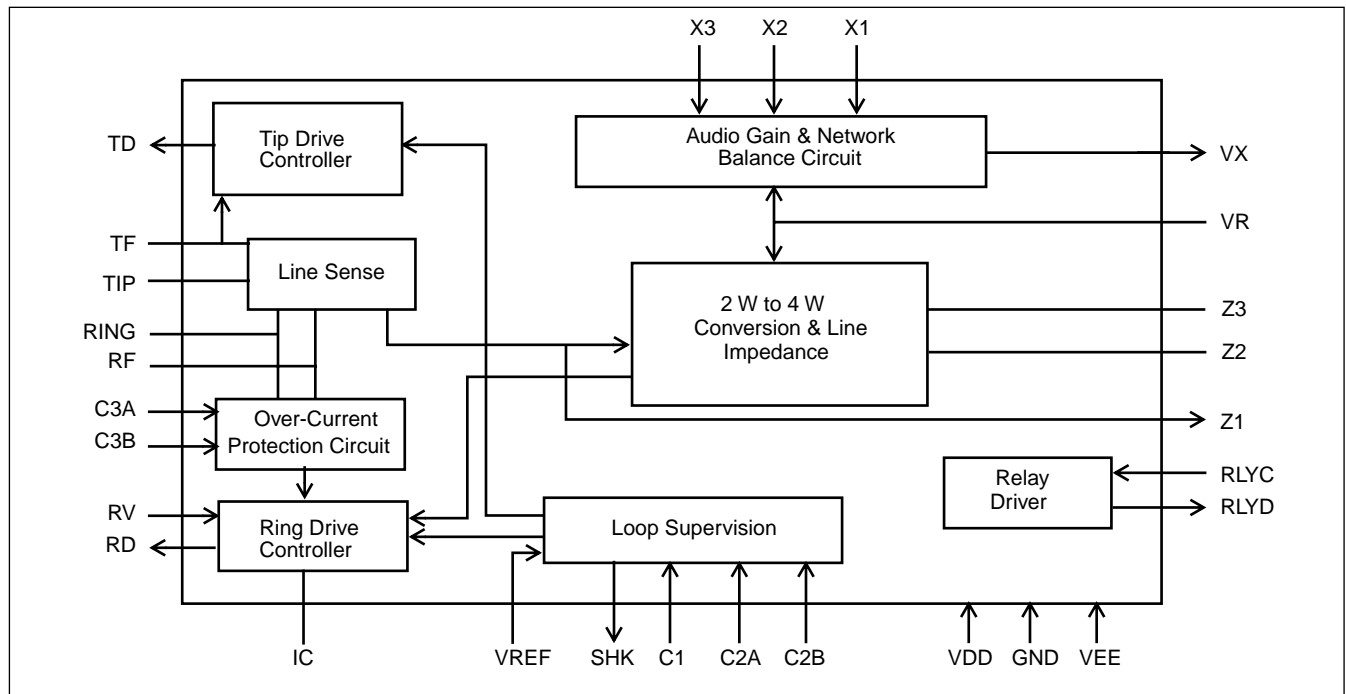 X3 X2 X1
TD
Tip Drive
Controller
Audio Gain & Network
Balance Circuit
VX
VR
TF
TIP
Line Sense
2 W to 4 W
Conversion & Line
Impedance
Z3
Z2
Z1
RING
RF
C3A
C3B
Over-Current
Protection Circuit
Relay
Driver
RLYC
RLYD
RV
RD
Ring Drive
Controller
Loop Supervision
IC VREF SHK C1 C2A C2B VDD GND VEE